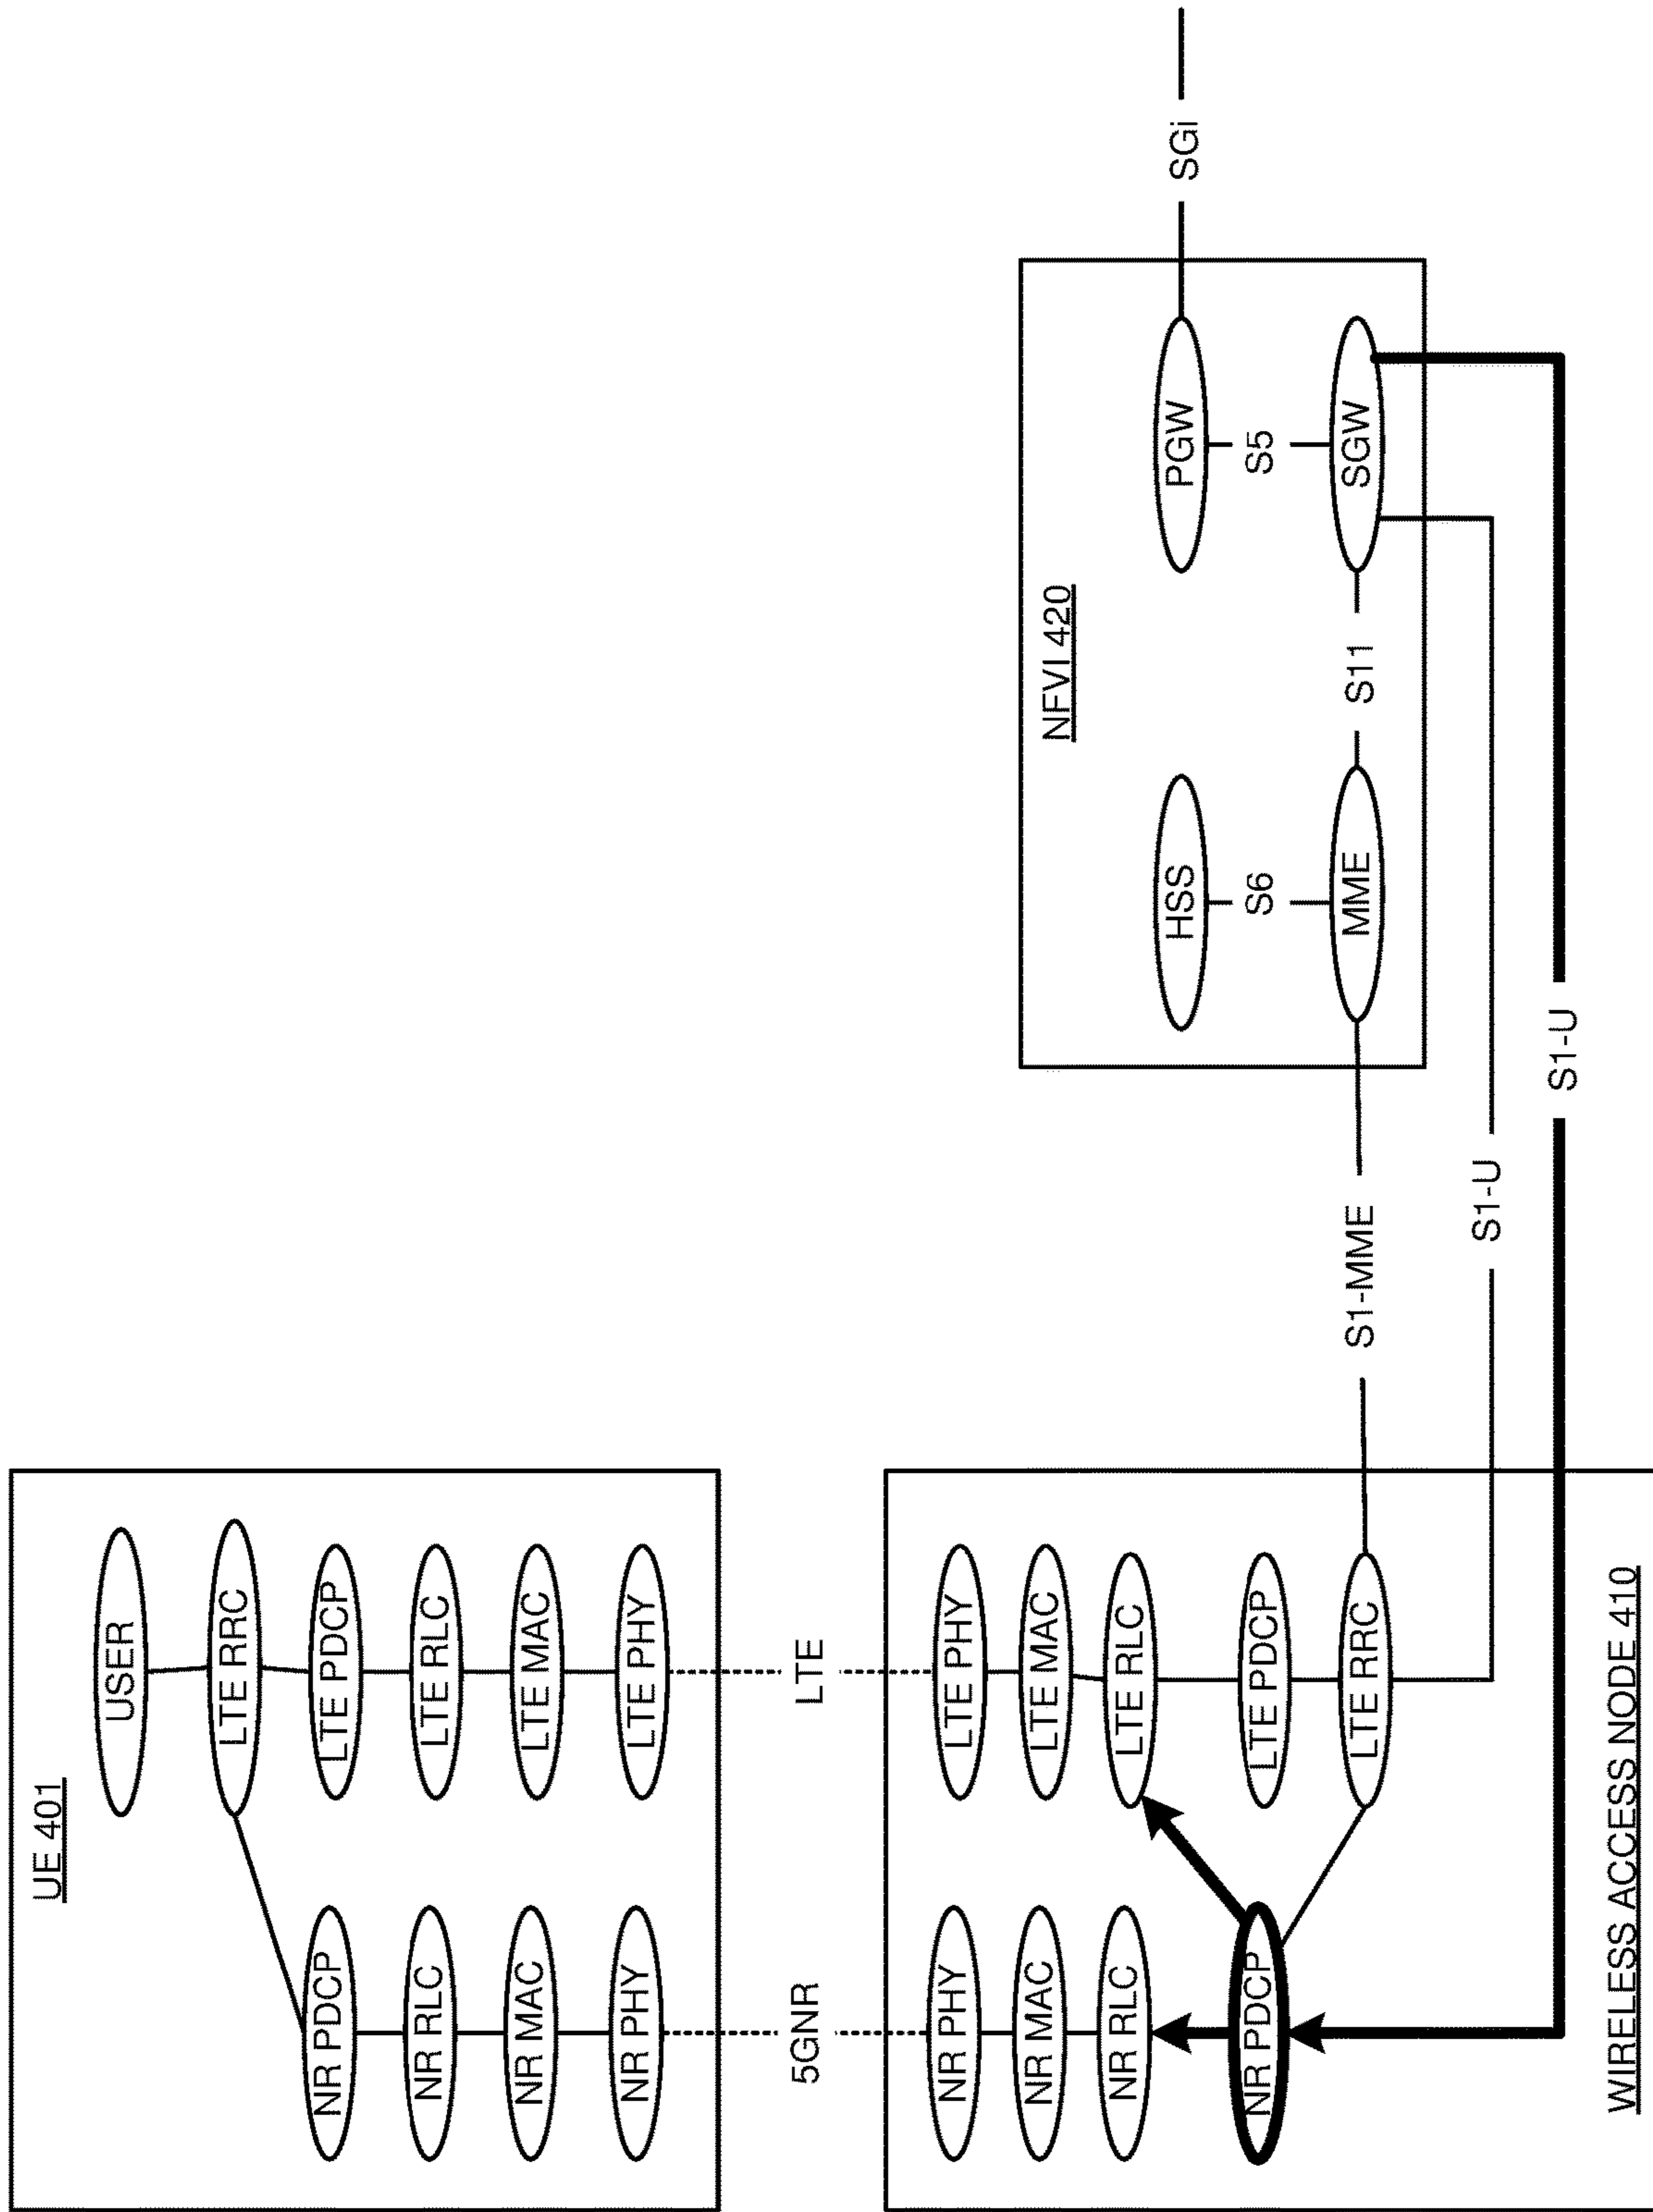 UE 401
USER
LTE RRC
NR PDCP
LTE PDCP
NR RLC
LTE RLC
NR MAC
LTE MAC
NR PHY
LTE PHY
5GNR
LTE
NR PHY
LTE PHY
NR MAC
LTE MAC
NR RLC
LTE RLC
NR PDCP
LTE PDCP
LTE RRC
WIRELESS ACCESS NODE 410
S1-MME
S1-U
S1-U
NFVI 420
HSS
PGW
S6
S5
MME
S11
SGW
SGi